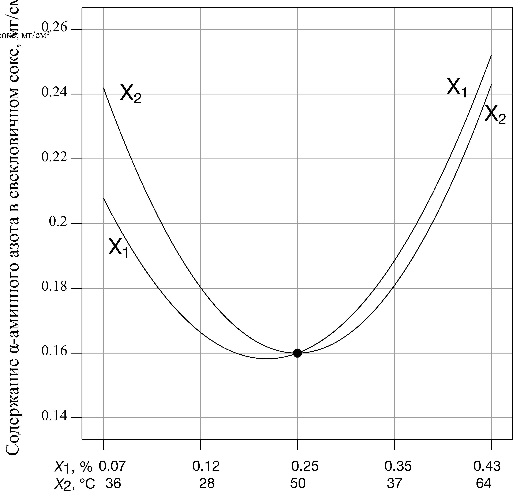 Содержание α-аминного азота в свекловичном соке, мг/см
0.26
0.24
0.22
0.2
0.18
0.16
0.14
X2
X1
X1
X2
X1, % 0.07 0.12 0.25 0.35 0.43
X2, °C 36 28 50 37 64